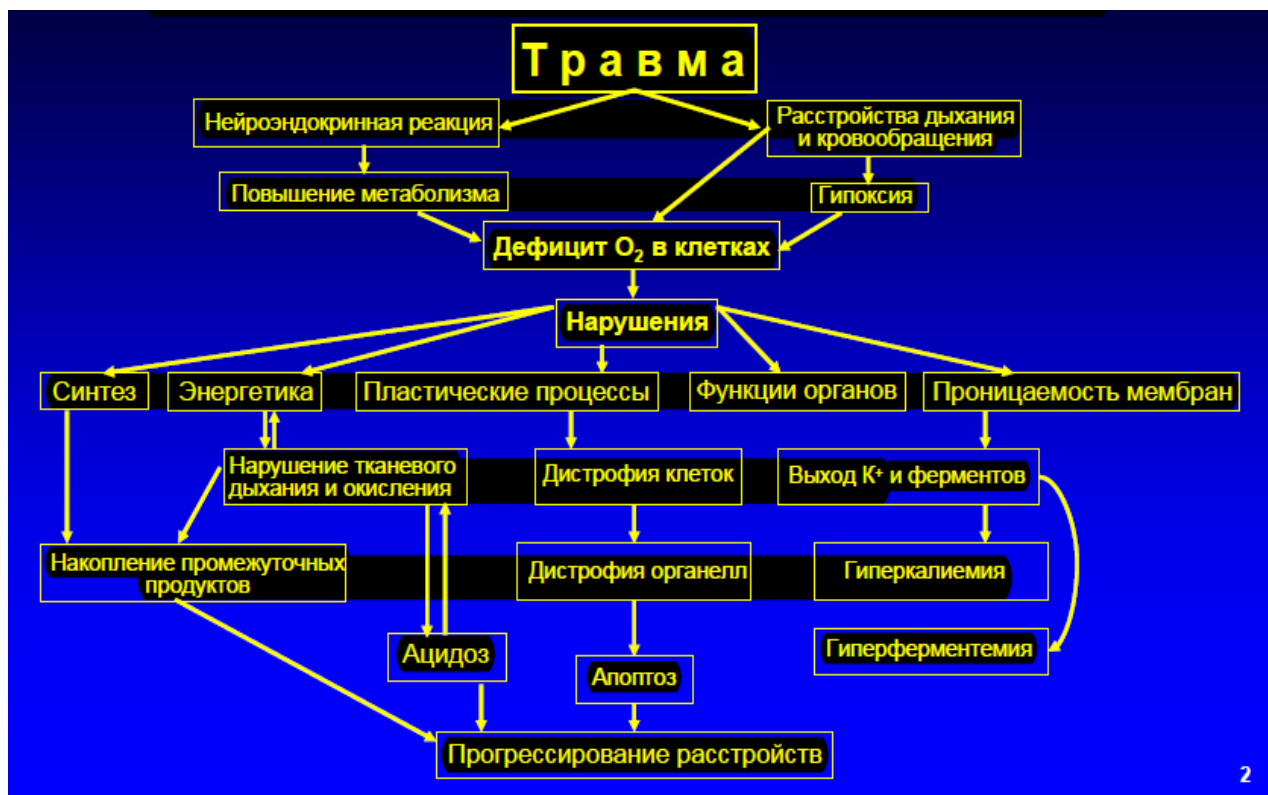 Т р а в м а
Нейроэндокринная реакция
Расстройства дыхания
и кровообращения
Повышение метаболизма
Гипоксия
Дефицит O₂ в клетках
Нарушения
Синтез
Энергетика
Пластические процессы
Функции органов
Проницаемость мембран
Нарушение тканевого
дыхания и окисления
Дистрофия клеток
Выход К⁺ и ферментов
Накопление промежуточных
продуктов
Дистрофия органелл
Гиперкалиемия
Ацидоз
Апоптоз
Гиперферментемия
Прогрессирование расстройств
2